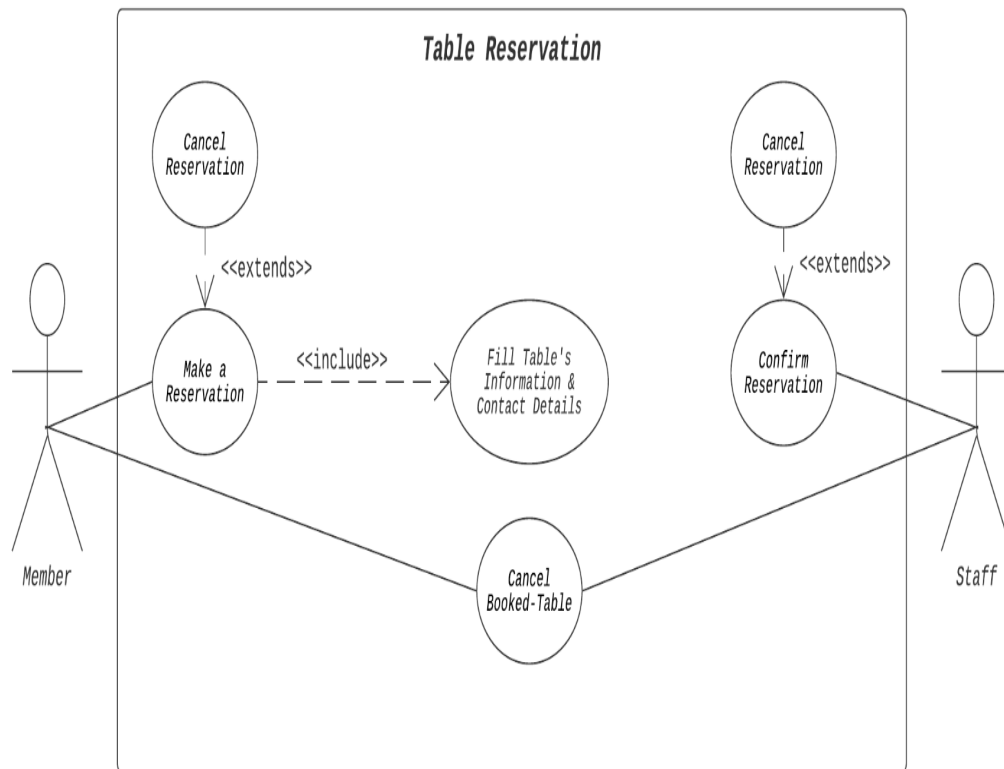 Table Reservation
Cancel
Reservation
Cancel
Reservation
<<extends>>
<<extends>>
Make a
Reservation
<<include>>
Fill Table's
Information &
Contact Details
Confirm
Reservation
Member
Cancel
Booked-Table
Staff